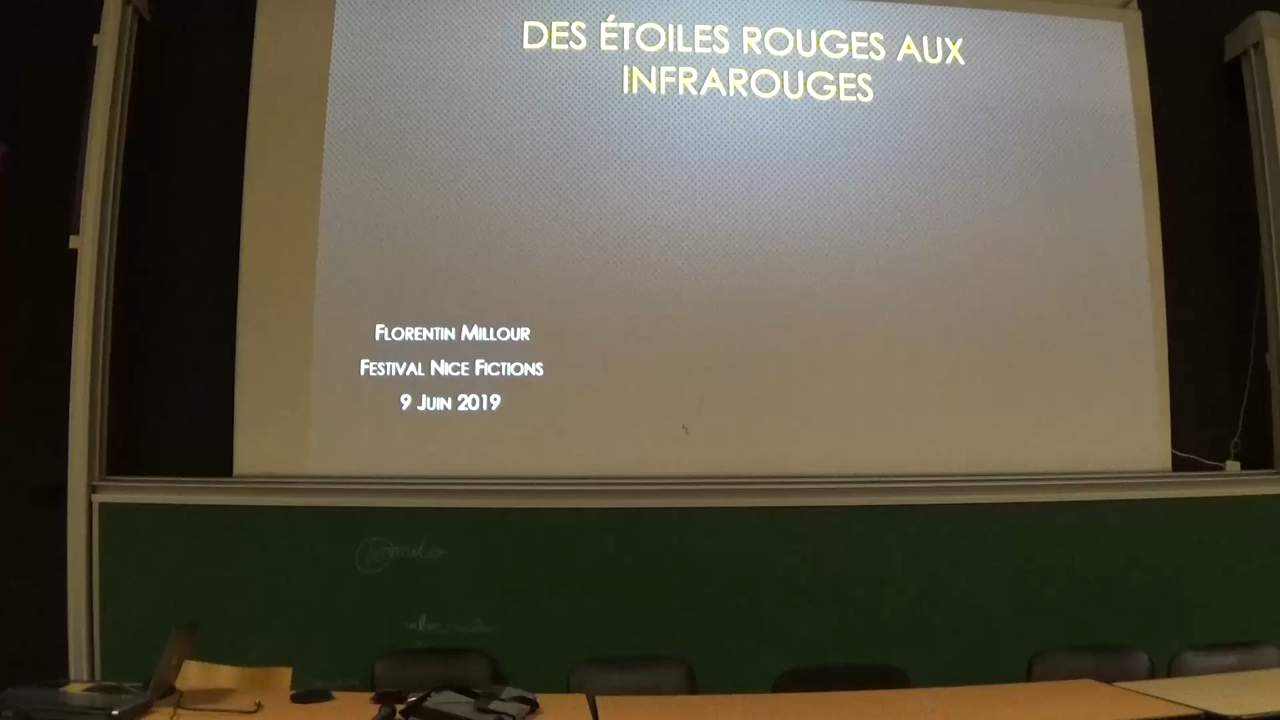 DES ÉTOILES ROUGES AUX
INFRAROUGES
FLORENTIN MILLOUR
FESTIVAL NICE FICTIONS
9 JUIN 2019